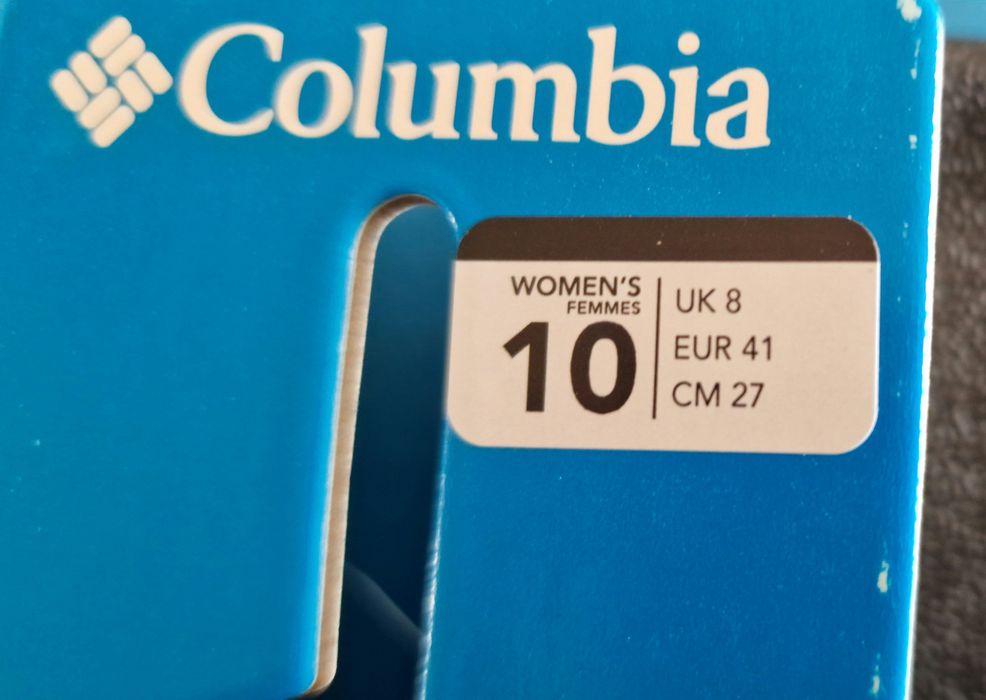 Columbia
WOMEN'S
FEMMES
10
UK 8
EUR 41
CM 27